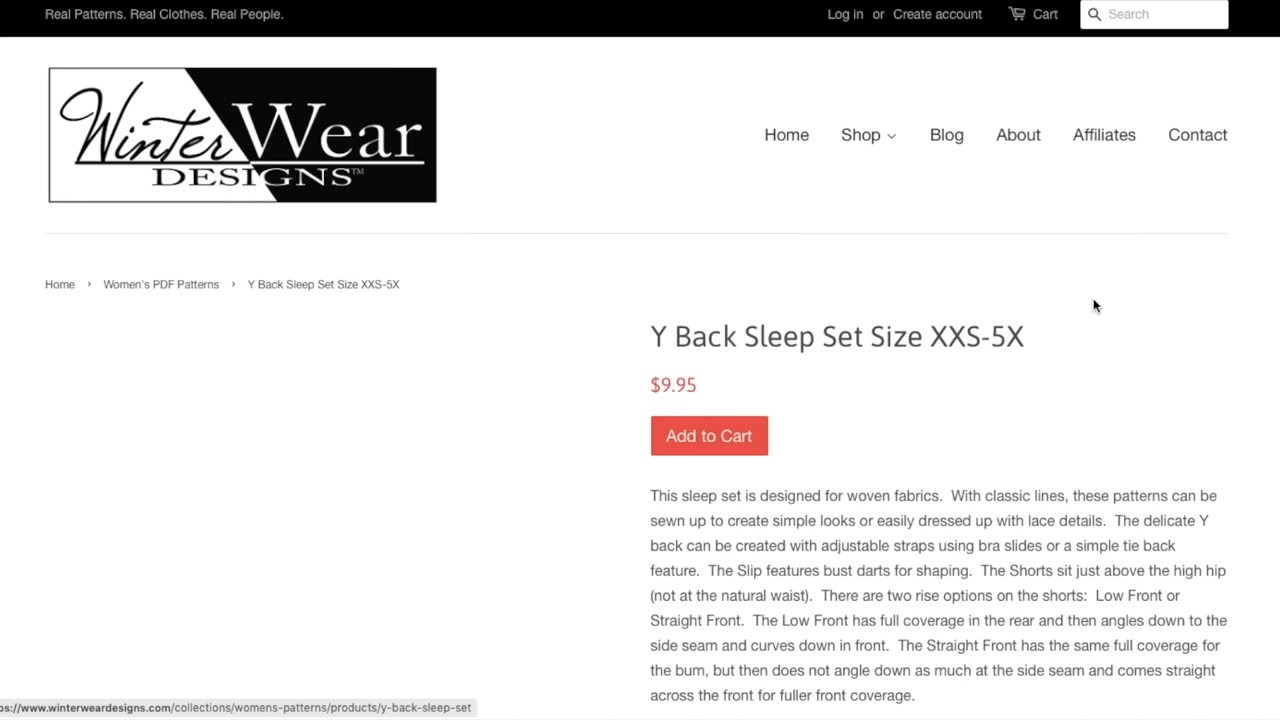 Real Patterns. Real Clothes. Real People.
Log in or Create account Cart Search
Winter Wear
DESIGNS™
Home Shop Blog About Affiliates Contact
Home › Women's PDF Patterns › Y Back Sleep Set Size XXS-5X
Y Back Sleep Set Size XXS-5X
$9.95
Add to Cart
This sleep set is designed for woven fabrics. With classic lines, these patterns can be
sewn up to create simple looks or easily dressed up with lace details. The delicate Y
back can be created with adjustable straps using bra slides or a simple tie back
feature. The Slip features bust darts for shaping. The Shorts sit just above the high hip
(not at the natural waist). There are two rise options on the shorts: Low Front or
Straight Front. The Low Front has full coverage in the rear and then angles down to the
side seam and curves down in front. The Straight Front has the same full coverage for
the bum, but then does not angle down as much at the side seam and comes straight
across the front for fuller front coverage.
ps://www.winterweardesigns.com/collections/womens-patterns/products/y-back-sleep-set